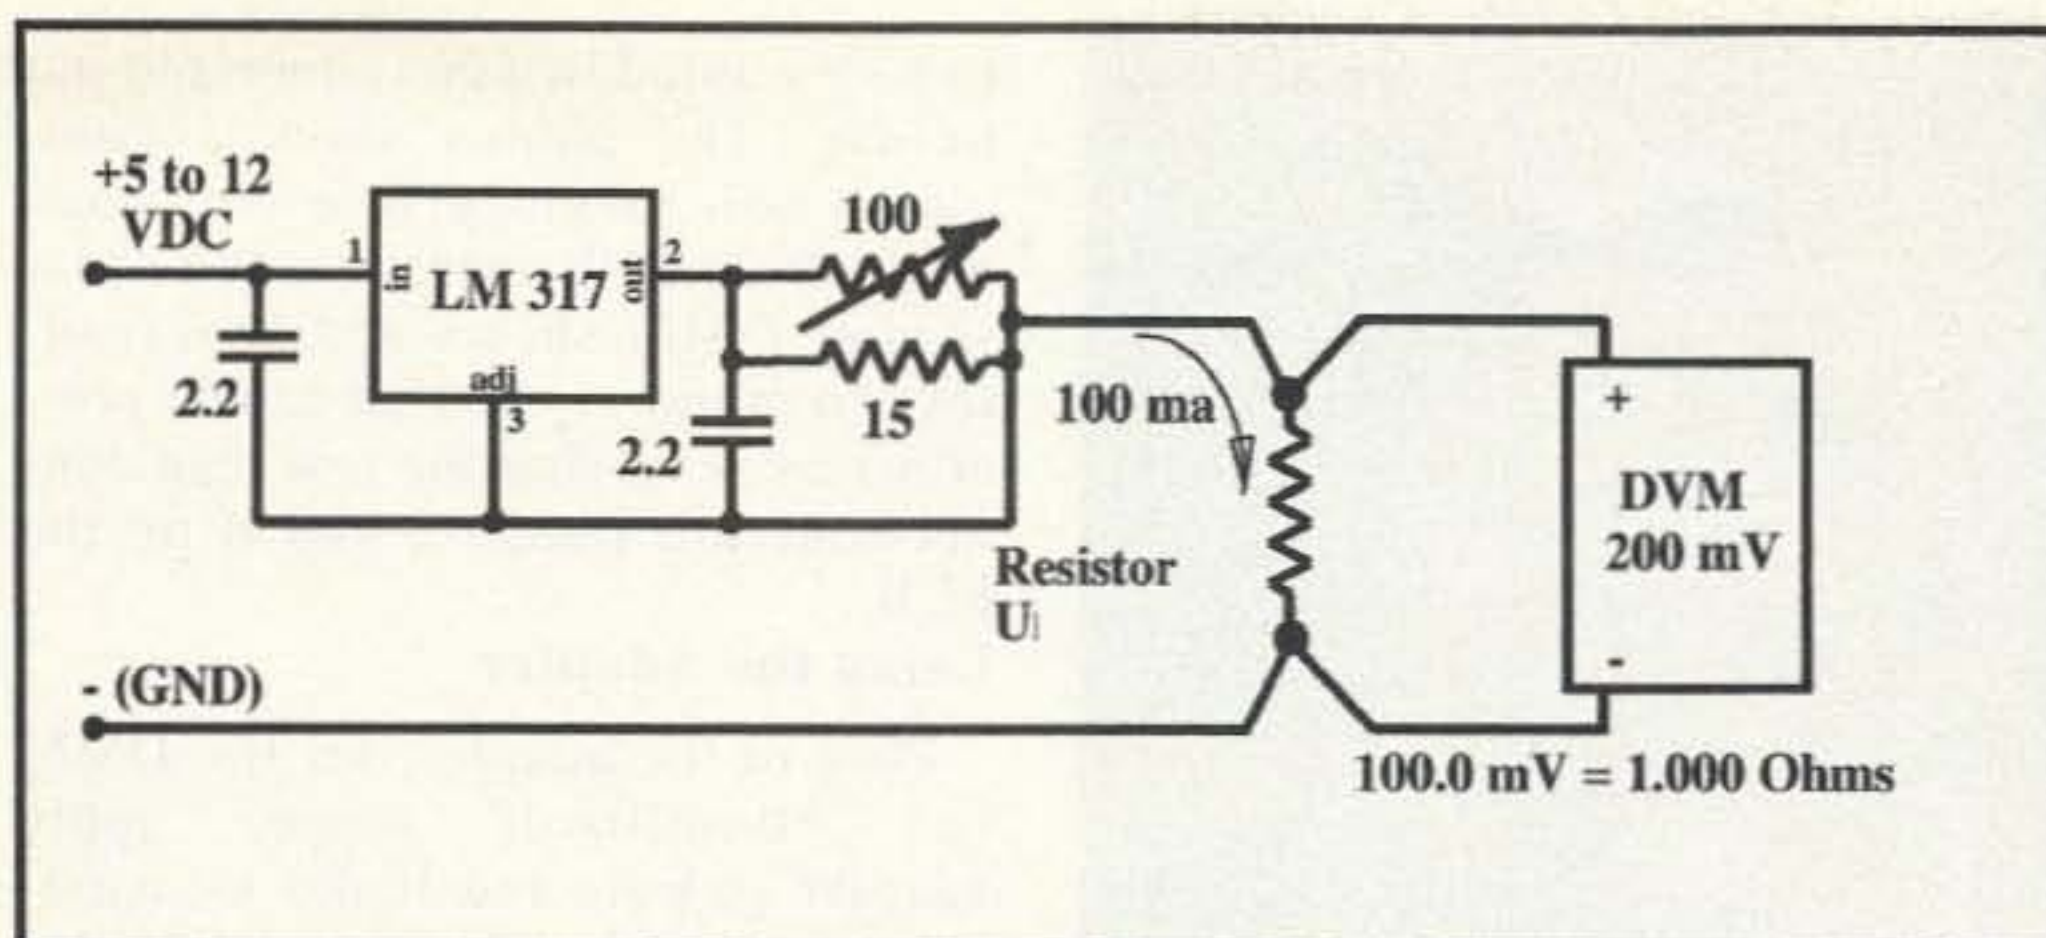 +5 to 12
VDC
1
in
LM 317
out
2
adj
3
2.2
2.2
100
15
100 ma
Resistor
+
DVM
200 mV
-
- (GND)
100.0 mV = 1.000 Ohms